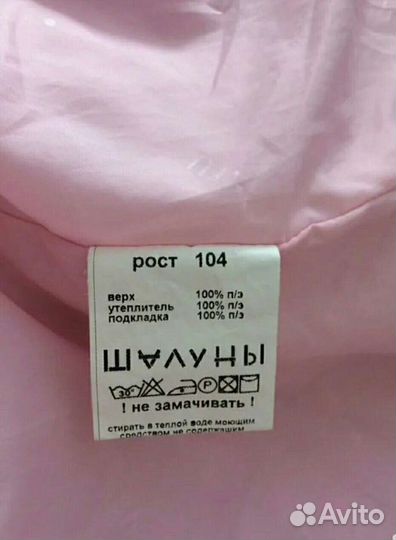 рост 104
верх 100% п/э
утеплитель 100% п/э
подкладка 100% п/э
ШАЛУНЫ
30°
P
! не замачивать !
стирать в теплой воде моющим
средством не содержащим
Avito